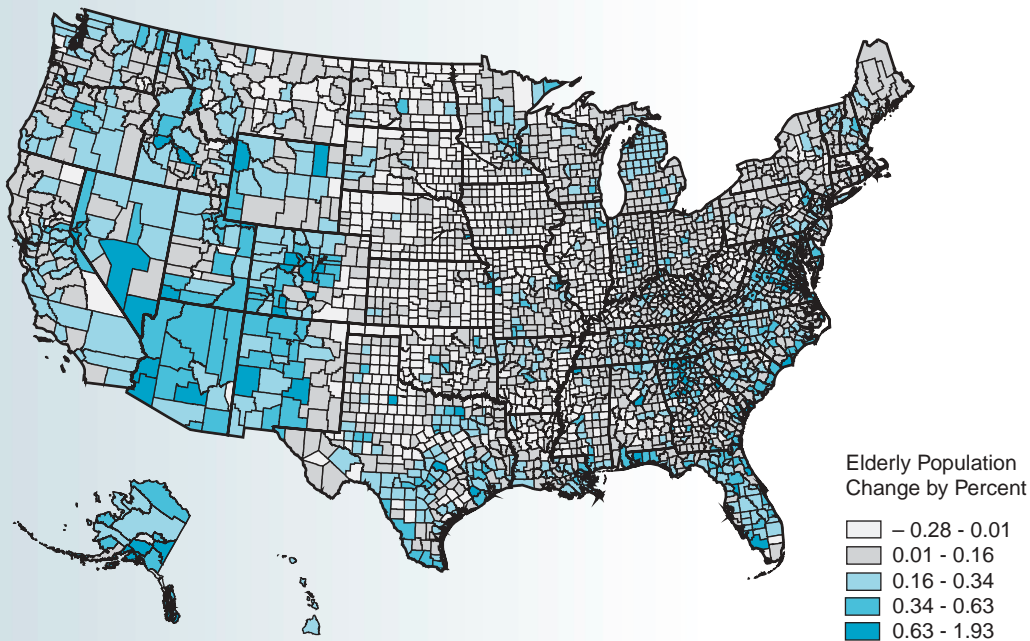 Elderly Population
Change by Percent
– 0.28 - 0.01
0.01 - 0.16
0.16 - 0.34
0.34 - 0.63
0.63 - 1.93